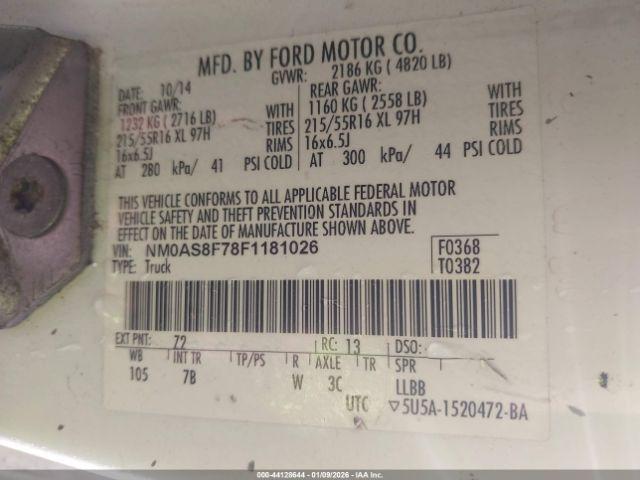 MFD. BY FORD MOTOR CO.
DATE: 10/14 GVWR: 2186 KG ( 4820 LB)
FRONT GAWR: REAR GAWR:
1232 KG ( 2716 LB) WITH 1160 KG ( 2558 LB) WITH
215/55R16 XL 97H TIRES 215/55R16 XL 97H TIRES
16x6.5J RIMS 16x6.5J RIMS
AT 280 kPa/ 41 PSI COLD AT 300 kPa/ 44 PSI COLD
THIS VEHICLE CONFORMS TO ALL APPLICABLE FEDERAL MOTOR
VEHICLE SAFETY AND THEFT PREVENTION STANDARDS IN
EFFECT ON THE DATE OF MANUFACTURE SHOWN ABOVE.
VIN: NM0AS8F78F1181026 F0368
TYPE: Truck T0382
EXT PNT: 72 RC: 13 DSO:
WB INT TR TP/PS R AXLE TR SPR
105 7B W 3C LLBB
UTC ▽5U5A-1520472-BA
000-44128644 | 01/09/2026 | IAA Inc.